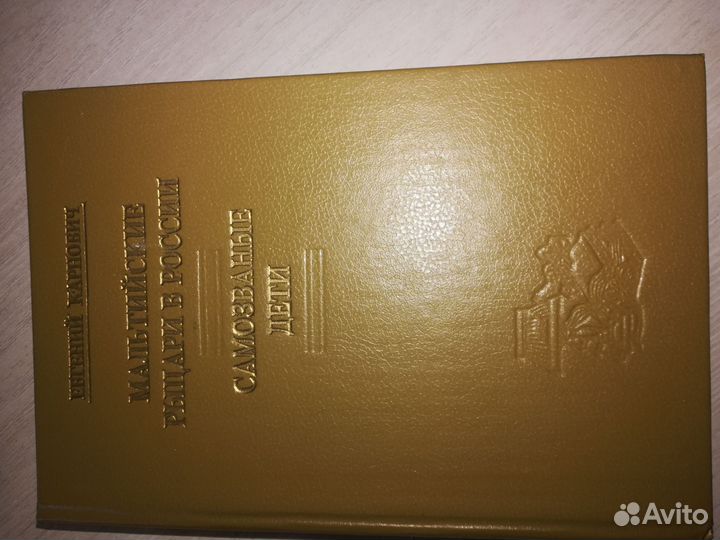 ЕВГЕНИЙ КАРНОВИЧ
МАЛЬТИЙСКИЕ
РЫЦАРИ В РОССИИ
САМОЗВАНЫЕ
ДЕТИ
Avito